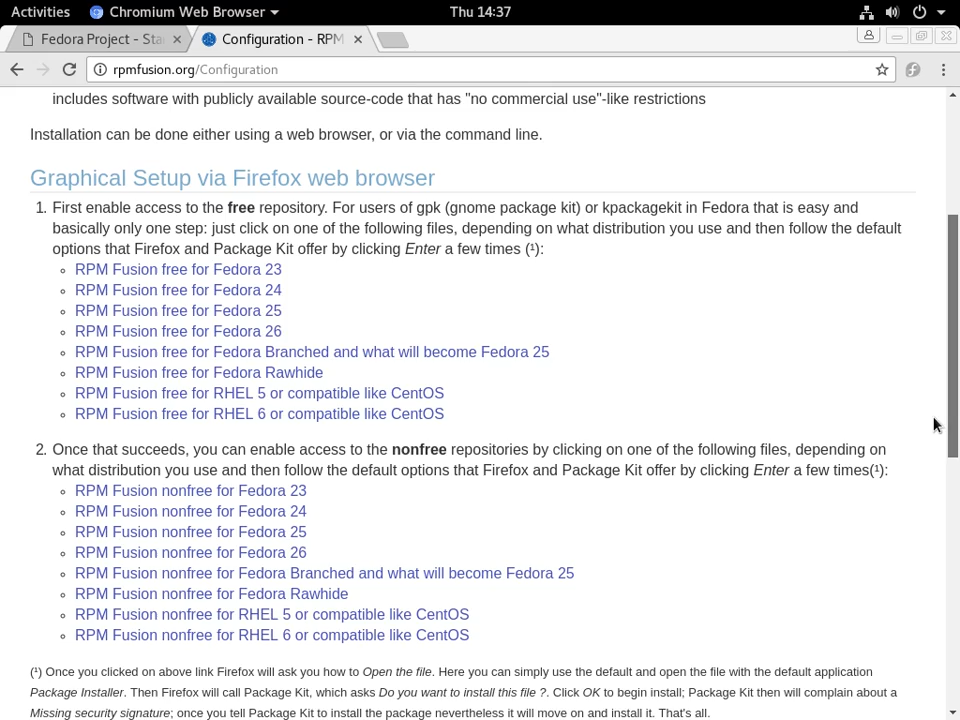 Activities Chromium Web Browser Thu 14:37
Fedora Project - Sta Configuration - RPM
rpmfusion.org/Configuration
includes software with publicly available source-code that has "no commercial use"-like restrictions
Installation can be done either using a web browser, or via the command line.
Graphical Setup via Firefox web browser
1. First enable access to the free repository. For users of gpk (gnome package kit) or kpackagekit in Fedora that is easy and
basically only one step: just click on one of the following files, depending on what distribution you use and then follow the default
options that Firefox and Package Kit offer by clicking Enter a few times (¹):
RPM Fusion free for Fedora 23
RPM Fusion free for Fedora 24
RPM Fusion free for Fedora 25
RPM Fusion free for Fedora 26
RPM Fusion free for Fedora Branched and what will become Fedora 25
RPM Fusion free for Fedora Rawhide
RPM Fusion free for RHEL 5 or compatible like CentOS
RPM Fusion free for RHEL 6 or compatible like CentOS
2. Once that succeeds, you can enable access to the nonfree repositories by clicking on one of the following files, depending on
what distribution you use and then follow the default options that Firefox and Package Kit offer by clicking Enter a few times(¹):
RPM Fusion nonfree for Fedora 23
RPM Fusion nonfree for Fedora 24
RPM Fusion nonfree for Fedora 25
RPM Fusion nonfree for Fedora 26
RPM Fusion nonfree for Fedora Branched and what will become Fedora 25
RPM Fusion nonfree for Fedora Rawhide
RPM Fusion nonfree for RHEL 5 or compatible like CentOS
RPM Fusion nonfree for RHEL 6 or compatible like CentOS
(¹) Once you clicked on above link Firefox will ask you how to Open the file. Here you can simply use the default and open the file with the default application
Package Installer. Then Firefox will call Package Kit, which asks Do you want to install this file ?. Click OK to begin install; Package Kit then will complain about a
Missing security signature; once you tell Package Kit to install the package nevertheless it will move on and install it. That's all.